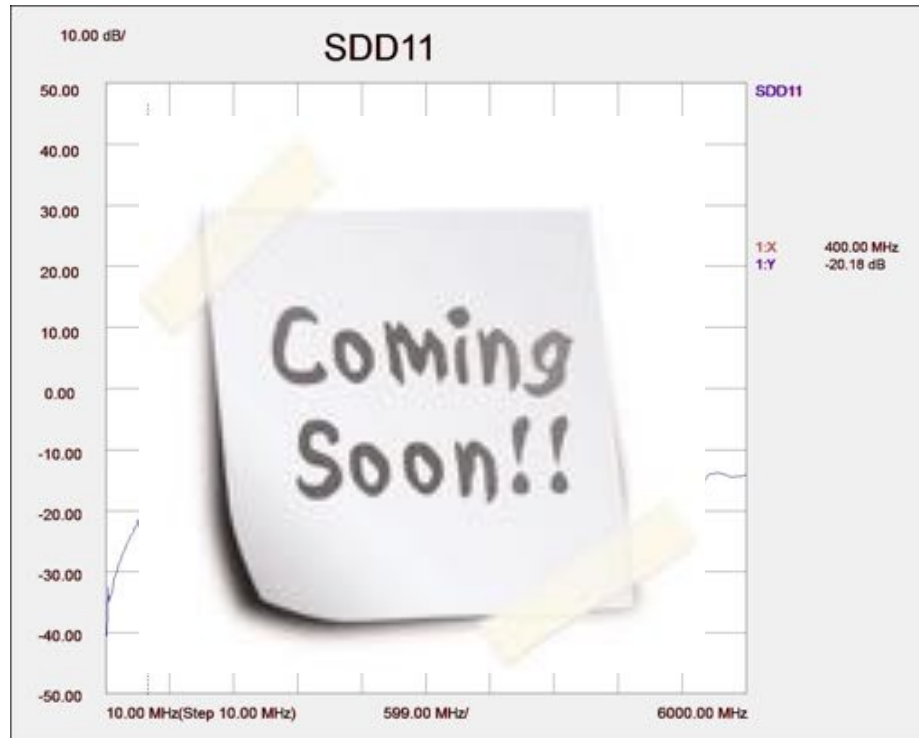 10.00 dB/
SDD11
50.00
SDD11
40.00
30.00
1:X 400.00 MHz
20.00
1:Y -20.18 dB
10.00
Coming
0.00
-10.00
Soon!!
-20.00
-30.00
-40.00
-50.00
10.00 MHz(Step 10.00 MHz) 599.00 MHz/ 6000.00 MHz